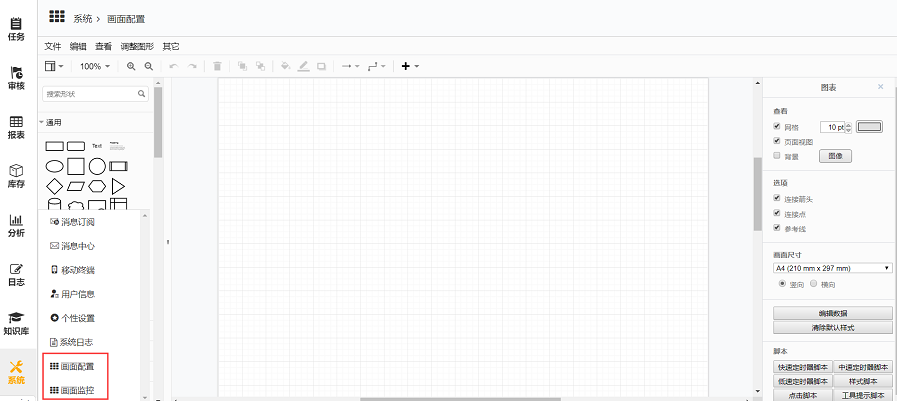 系统 › 画面配置
文件 编辑 查看 调整图形 其它
100%
任务
审核
报表
库存
分析
日志
知识库
系统
搜索形状
通用
Text
消息订阅
消息中心
移动终端
用户信息
个性设置
系统日志
画面配置
画面监控
图表
查看
网格 10 pt
页面视图
背景 图像
选项
连接箭头
连接点
参考线
画面尺寸
A4 (210 mm x 297 mm)
竖向 横向
编辑数据
清除默认样式
脚本
快速定时器脚本 中速定时器脚本
低速定时器脚本 样式脚本
点击脚本 工具提示脚本